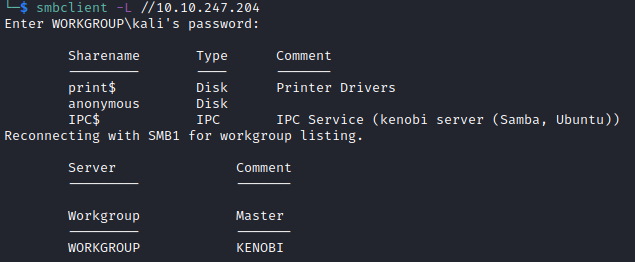 └─$ smbclient -L //10.10.247.204
Enter WORKGROUP\kali's password:
Sharename Type Comment
--------- ---- -------
print$ Disk Printer Drivers
anonymous Disk
IPC$ IPC IPC Service (kenobi server (Samba, Ubuntu))
Reconnecting with SMB1 for workgroup listing.
Server Comment
--------- -------
Workgroup Master
--------- -------
WORKGROUP KENOBI